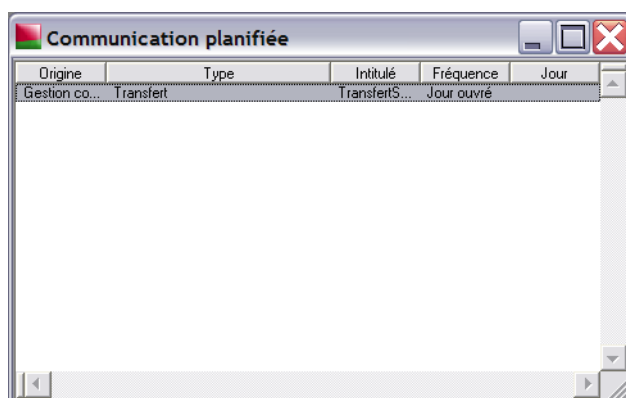 Communication planifiée
Origine Type Intitulé Fréquence Jour
Gestion co... Transfert TransfertS... Jour ouvré